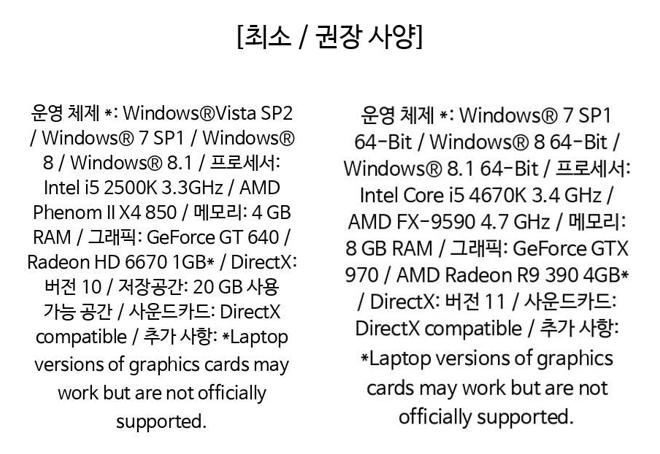 [최소 / 권장 사양]
운영 체제 *: Windows®Vista SP2
/ Windows® 7 SP1 / Windows®
8 / Windows® 8.1 / 프로세서:
Intel i5 2500K 3.3GHz / AMD
Phenom II X4 850 / 메모리: 4 GB
RAM / 그래픽: GeForce GT 640 /
Radeon HD 6670 1GB* / DirectX:
버전 10 / 저장공간: 20 GB 사용
가능 공간 / 사운드카드: DirectX
compatible / 추가 사항: *Laptop
versions of graphics cards may
work but are not officially
supported.
운영 체제 *: Windows® 7 SP1
64-Bit / Windows® 8 64-Bit /
Windows® 8.1 64-Bit / 프로세서:
Intel Core i5 4670K 3.4 GHz /
AMD FX-9590 4.7 GHz / 메모리:
8 GB RAM / 그래픽: GeForce GTX
970 / AMD Radeon R9 390 4GB*
/ DirectX: 버전 11 / 사운드카드:
DirectX compatible / 추가 사항:
*Laptop versions of graphics
cards may work but are not
officially supported.